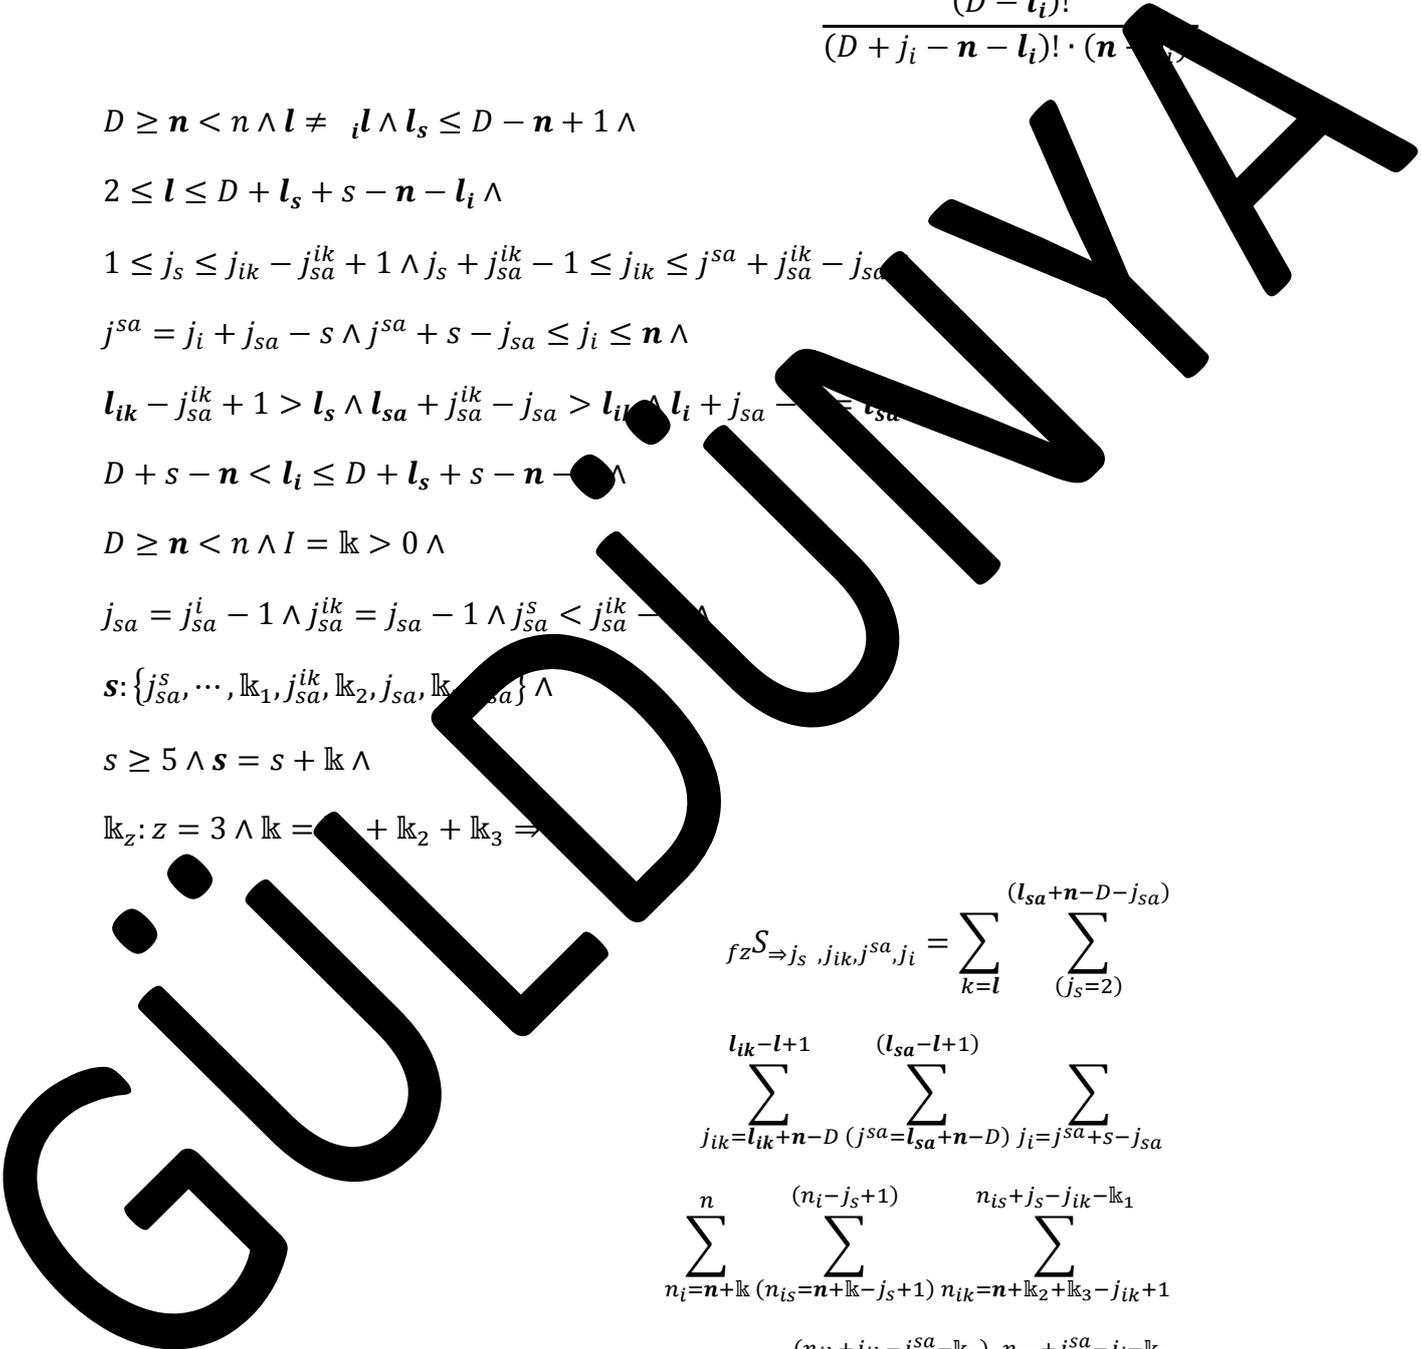 (D − l_i)!
(D + j_i − n − l_i)! · (n
D ≥ n < n ∧ l ≠ _il ∧ l_s ≤ D − n + 1 ∧
2 ≤ l ≤ D + l_s + s − n − l_i ∧
1 ≤ j_s ≤ j_ik − j_sa^ik + 1 ∧ j_s + j_sa^ik − 1 ≤ j_ik ≤ j^sa + j_sa^ik − j_sa
j^sa = j_i + j_sa − s ∧ j^sa + s − j_sa ≤ j_i ≤ n ∧
l_ik − j_sa^ik + 1 > l_s ∧ l_sa + j_sa^ik − j_sa > l_ik ∧ l_i + j_sa − = l_sa
D + s − n < l_i ≤ D + l_s + s − n − ∧
D ≥ n < n ∧ I = 𝕜 > 0 ∧
j_sa = j_sa^i − 1 ∧ j_sa^ik = j_sa − 1 ∧ j_sa^s < j_sa^ik − ∧
s: {j_sa^s, ⋯ , 𝕜_1, j_sa^ik, 𝕜_2, j_sa, 𝕜 } ∧
s ≥ 5 ∧ s = s + 𝕜 ∧
𝕜_z: z = 3 ∧ 𝕜 = + 𝕜_2 + 𝕜_3 ⇒
GÜLDÜNYA
(l_sa+n−D−j_sa)
_fzS_⇒j_s ,j_ik,j^sa,j_i = ∑ ∑
k=l (j_s=2)
l_ik−l+1 (l_sa−l+1)
∑ ∑ ∑
j_ik=l_ik+n−D (j^sa=l_sa+n−D) j_i=j^sa+s−j_sa
n (n_i−j_s+1) n_is+j_s−j_ik−𝕜_1
∑ ∑ ∑
n_i=n+𝕜 (n_is=n+𝕜−j_s+1) n_ik=n+𝕜_2+𝕜_3−j_ik+1